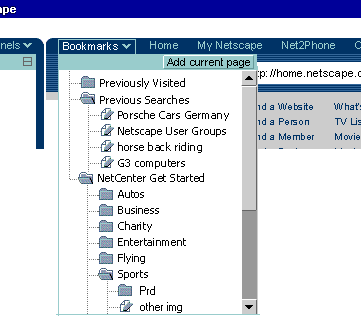 ape
nels Bookmarks Home My Netscape Net2Phone C
Add current page
Previously Visited
p://home.netscape.c
Previous Searches
Porsche Cars Germany
nd a Website What's
Netscape User Groups
nd a Person TV Lis
horse back riding
nd a Member Movie
G3 computers
NetCenter Get Started
Autos
Business
Charity
Entertainment
Flying
Sports
Prd
other img